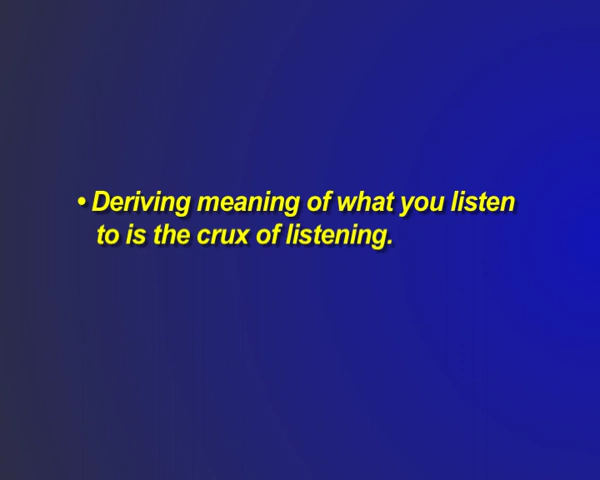 • Deriving meaning of what you listen
to is the crux of listening.